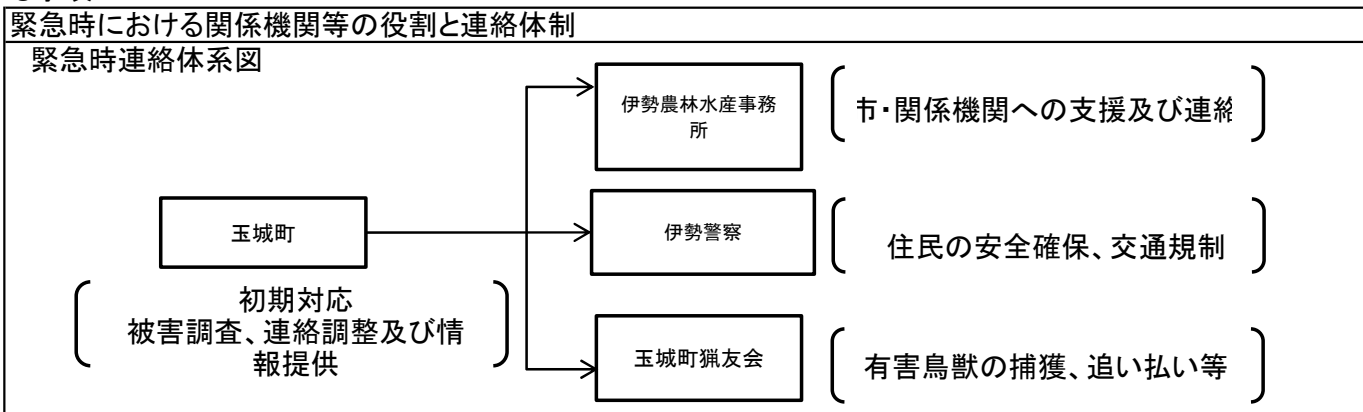 緊急時における関係機関等の役割と連絡体制
緊急時連絡体系図
伊勢農林水産事務
所
市・関係機関への支援及び連絡
玉城町
伊勢警察
住民の安全確保、交通規制
初期対応
被害調査、連絡調整及び情
報提供
玉城町猟友会
有害鳥獣の捕獲、追い払い等